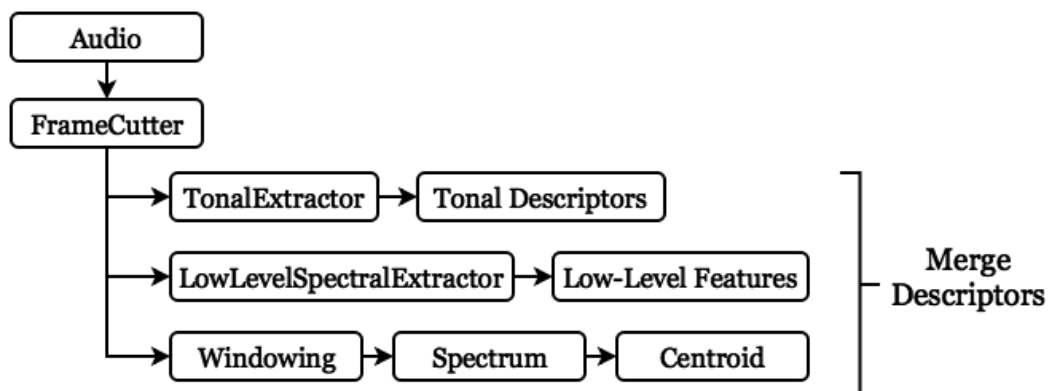 Audio
FrameCutter
TonalExtractor
Tonal Descriptors
LowLevelSpectralExtractor
Low-Level Features
Windowing
Spectrum
Centroid
Merge
Descriptors